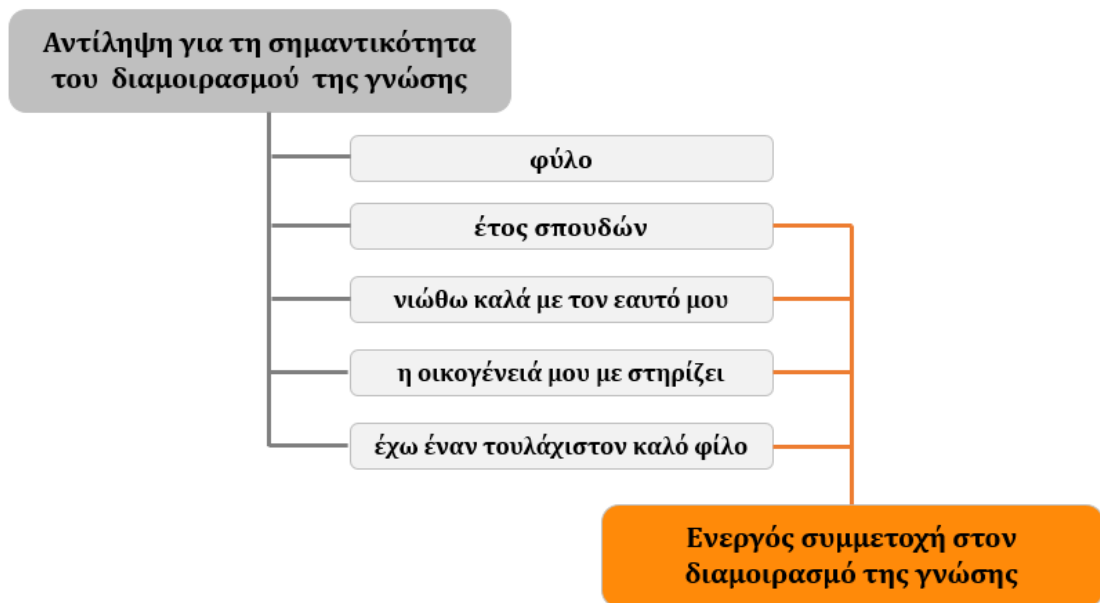 Αντίληψη για τη σημαντικότητα
του διαμοιρασμού της γνώσης
φύλο
έτος σπουδών
νιώθω καλά με τον εαυτό μου
η οικογένειά μου με στηρίζει
έχω έναν τουλάχιστον καλό φίλο
Ενεργός συμμετοχή στον
διαμοιρασμό της γνώσης